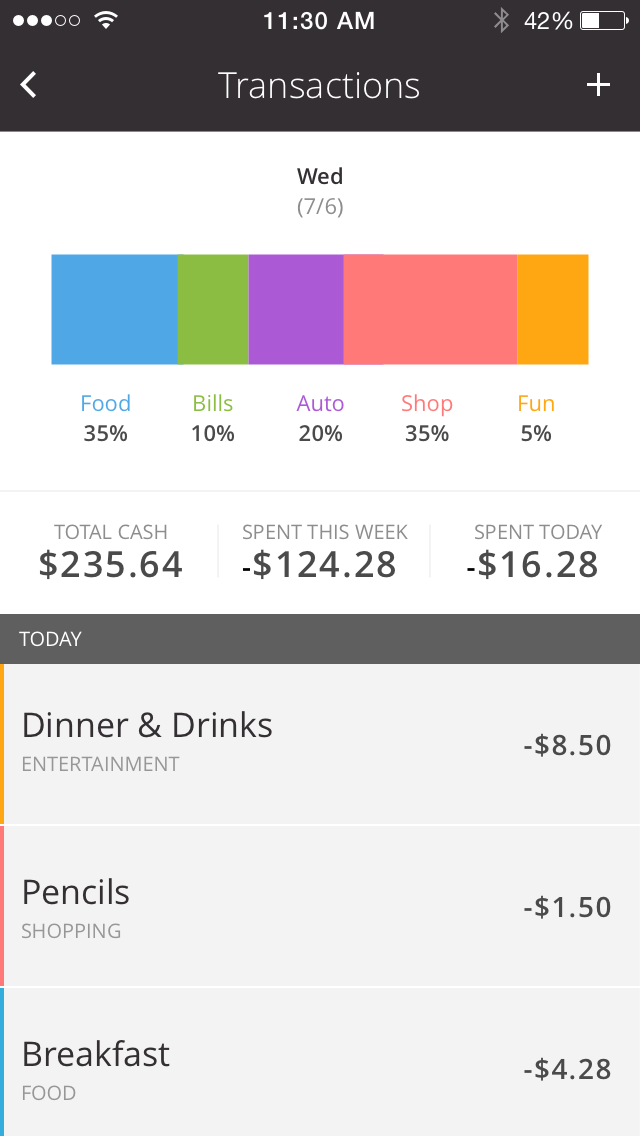 11:30 AM 42%
Transactions
Wed
(7/6)
Food Bills Auto Shop Fun
35% 10% 20% 35% 5%
TOTAL CASH SPENT THIS WEEK SPENT TODAY
$235.64 -$124.28 -$16.28
TODAY
Dinner & Drinks
ENTERTAINMENT
-$8.50
Pencils
SHOPPING
-$1.50
Breakfast
FOOD
-$4.28